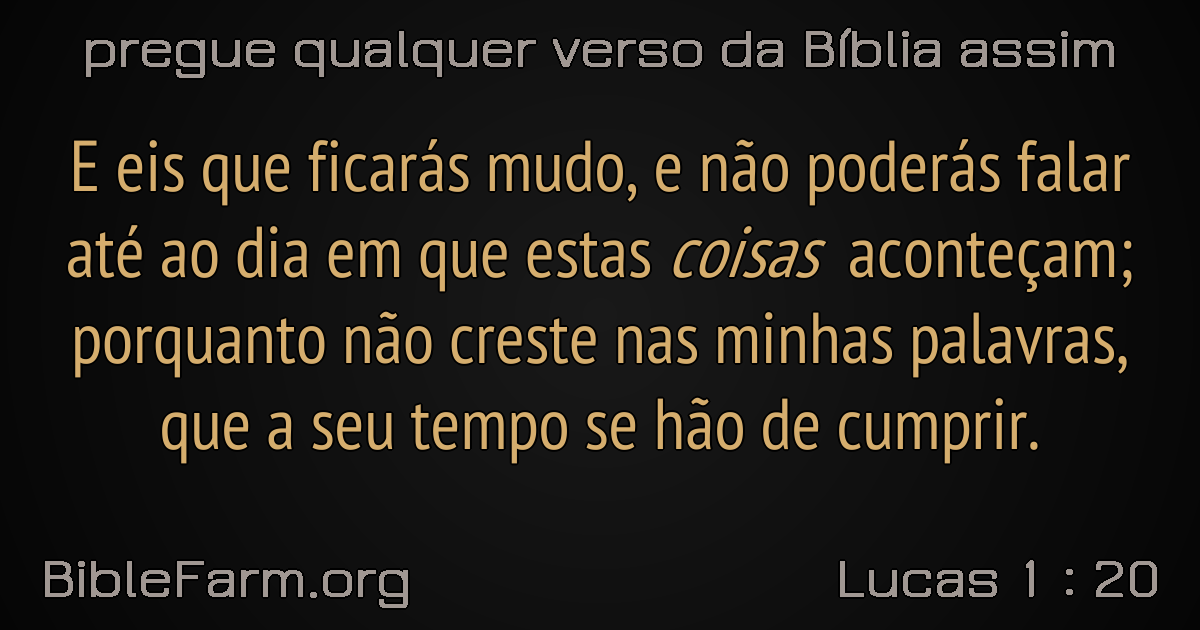 pregue qualquer verso da Bíblia assim
E eis que ficarás mudo, e não poderás falar
até ao dia em que estas coisas aconteçam;
porquanto não creste nas minhas palavras,
que a seu tempo se hão de cumprir.
BibleFarm.org
Lucas 1 : 20